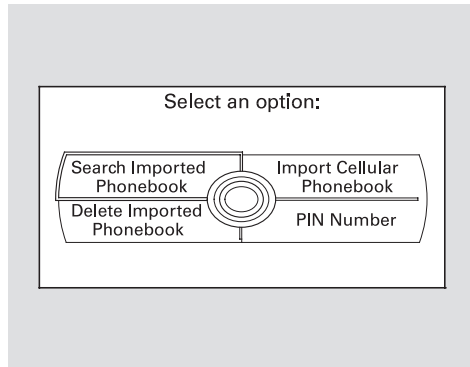 Select an option:
Search Imported
Phonebook
Import Cellular
Phonebook
Delete Imported
Phonebook
PIN Number